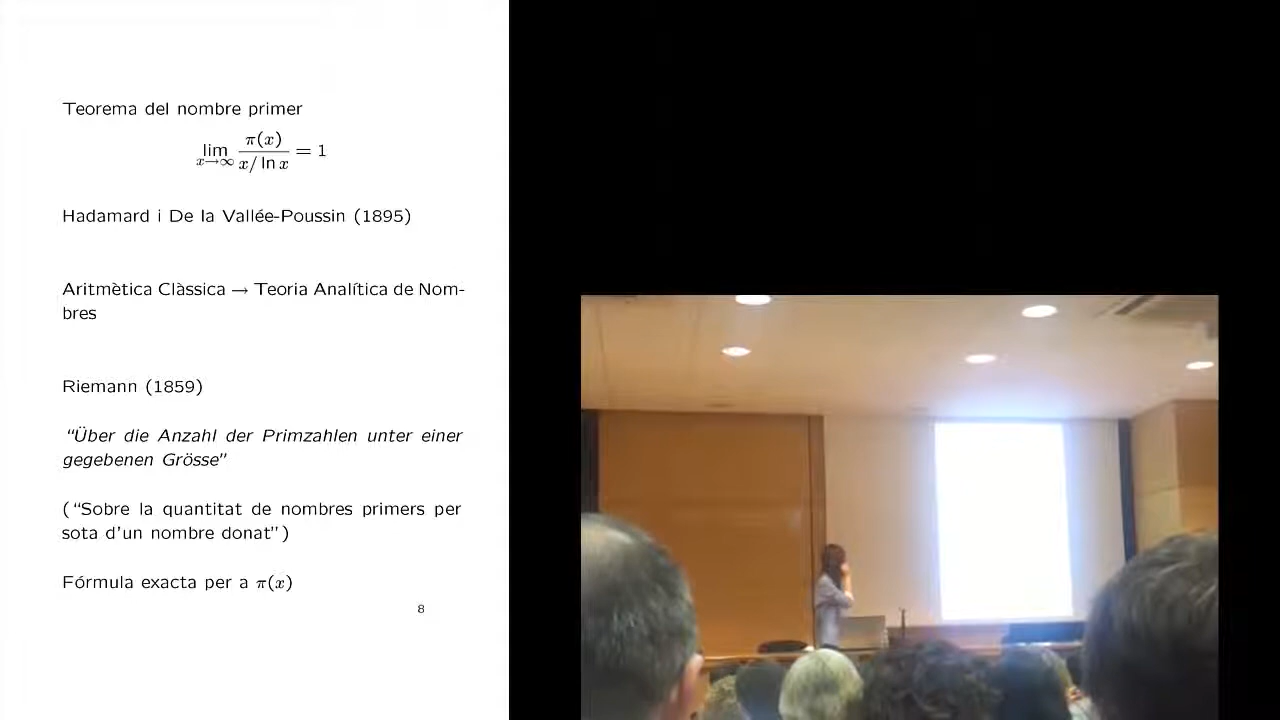 Teorema del nombre primer
lim x→∞ π(x) / (x/ ln x) = 1
Hadamard i De la Vallée-Poussin (1895)
Aritmètica Clàssica → Teoria Analítica de Nom-
bres
Riemann (1859)
"Über die Anzahl der Primzahlen unter einer
gegebenen Grösse"
("Sobre la quantitat de nombres primers per
sota d'un nombre donat")
Fórmula exacta per a π(x)
8